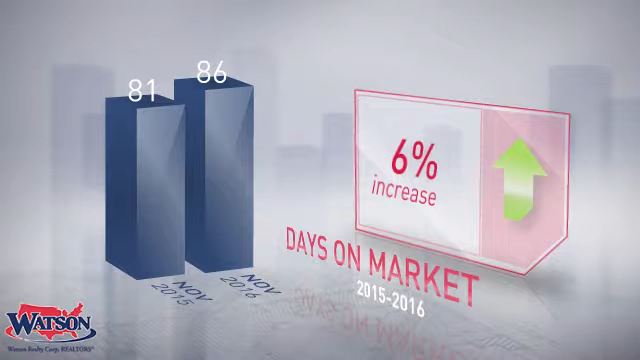 81
86
6%
increase
NOV
2015
NOV
2016
DAYS ON MARKET
2015-2016
WATSON
Watson Realty Corp. REALTORS®